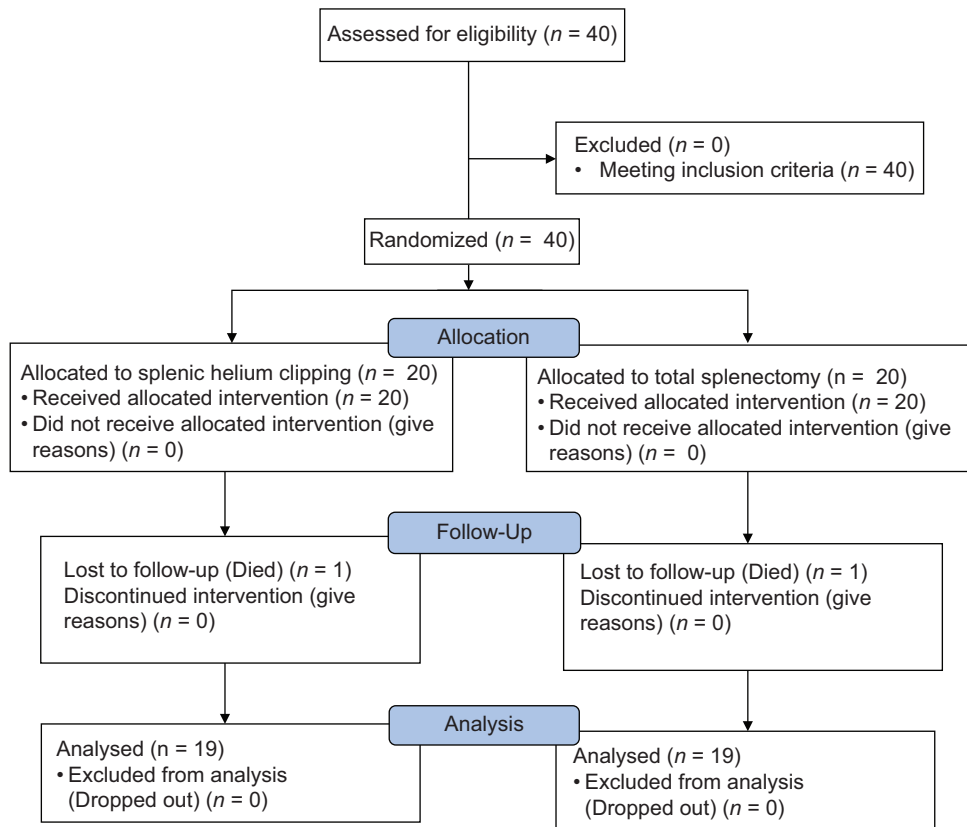 Assessed for eligibility (n = 40)
Excluded (n = 0)
• Meeting inclusion criteria (n = 40)
Randomized (n = 40)
Allocation
Allocated to splenic helium clipping (n = 20)
• Received allocated intervention (n = 20)
• Did not receive allocated intervention (give
reasons) (n = 0)
Allocated to total splenectomy (n = 20)
• Received allocated intervention (n = 20)
• Did not receive allocated intervention (give
reasons) (n = 0)
Follow-Up
Lost to follow-up (Died) (n = 1)
Discontinued intervention (give
reasons) (n = 0)
Lost to follow-up (Died) (n = 1)
Discontinued intervention (give
reasons) (n = 0)
Analysis
Analysed (n = 19)
• Excluded from analysis
(Dropped out) (n = 0)
Analysed (n = 19)
• Excluded from analysis
(Dropped out) (n = 0)